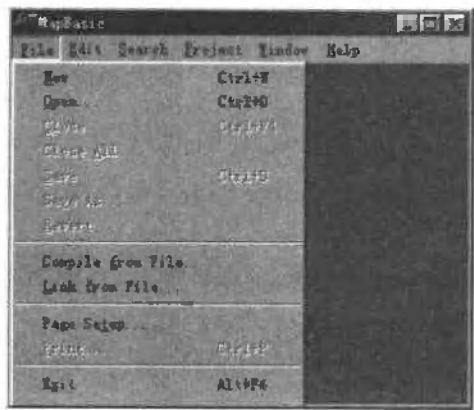 MapBasic
File Edit Search Project Window Help
New Ctrl+N
Open... Ctrl+O
Close Ctrl+F4
Close All
Save Ctrl+S
Save As...
Revert
Compile from File...
Link from File...
Page Setup...
Print... Ctrl+P
Exit Alt+F4